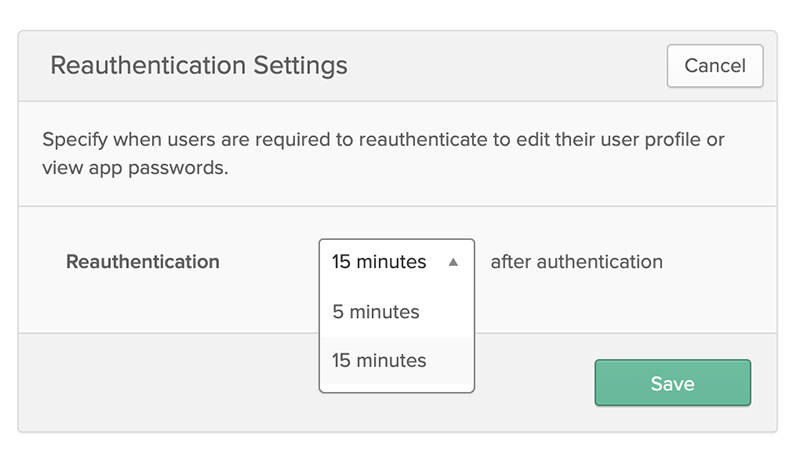 Reauthentication Settings
Cancel
Specify when users are required to reauthenticate to edit their user profile or
view app passwords.
Reauthentication
15 minutes
after authentication
5 minutes
15 minutes
Save